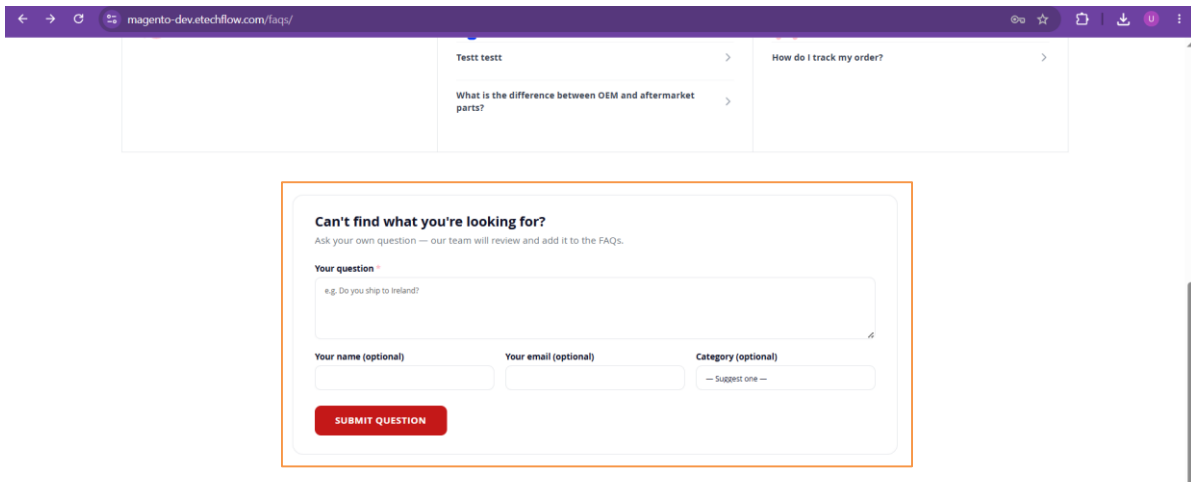 magento-dev.etechflow.com/faqs/
U
Testt testt
What is the difference between OEM and aftermarket
parts?
How do I track my order?
Can't find what you're looking for?
Ask your own question — our team will review and add it to the FAQs.
Your question *
e.g. Do you ship to Ireland?
Your name (optional)
Your email (optional)
Category (optional)
— Suggest one —
SUBMIT QUESTION